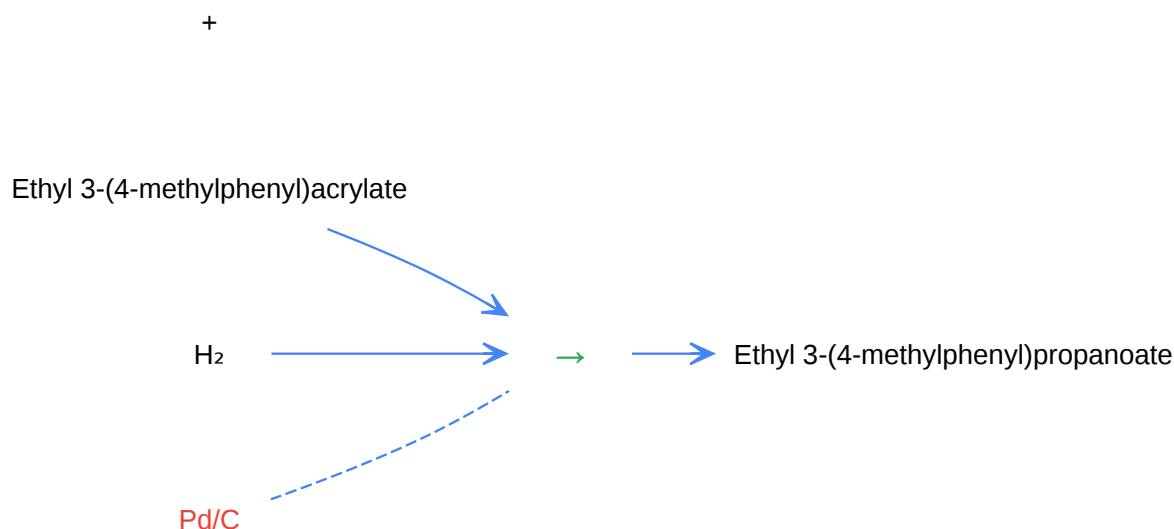 +
Ethyl 3-(4-methylphenyl)acrylate
H₂
→
Ethyl 3-(4-methylphenyl)propanoate
Pd/C